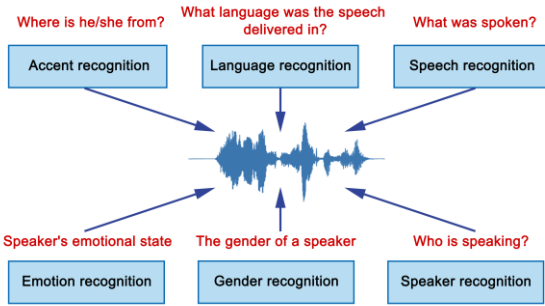 Where is he/she from?
What language was the speech
delivered in?
What was spoken?
Accent recognition
Language recognition
Speech recognition
Speaker's emotional state
The gender of a speaker
Who is speaking?
Emotion recognition
Gender recognition
Speaker recognition